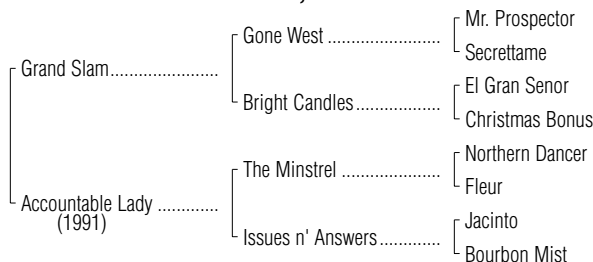 Mr. Prospector
Gone West ........................
Secrettame
Grand Slam.......................
El Gran Senor
Bright Candles..................
Christmas Bonus
Northern Dancer
The Minstrel .....................
Fleur
Accountable Lady .............
(1991)
Jacinto
Issues n' Answers.............
Bourbon Mist